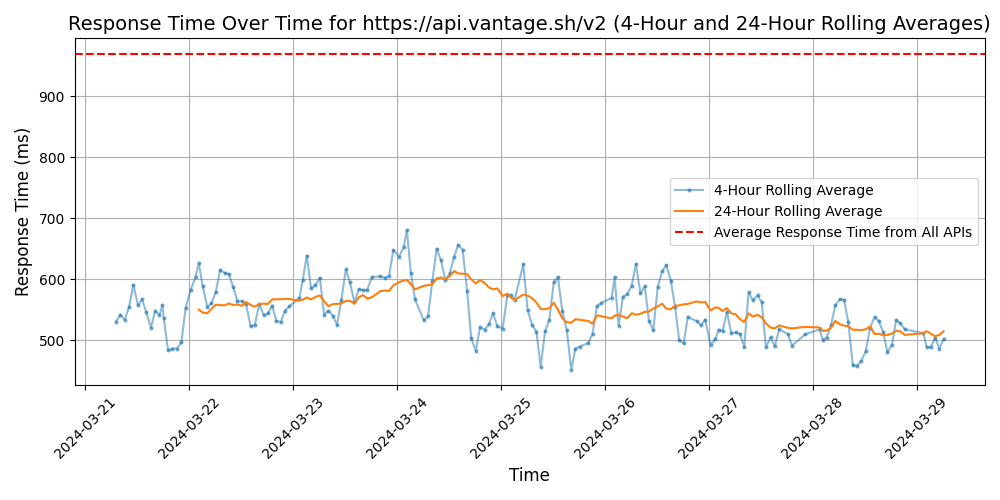 Response Time Over Time for https://api.vantage.sh/v2 (4-Hour and 24-Hour Rolling Averages)
Response Time (ms)
900
800
700
600
500
4-Hour Rolling Average
24-Hour Rolling Average
Average Response Time from All APIs
2024-03-21
2024-03-22
2024-03-23
2024-03-24
2024-03-25
2024-03-26
2024-03-27
2024-03-28
2024-03-29
Time